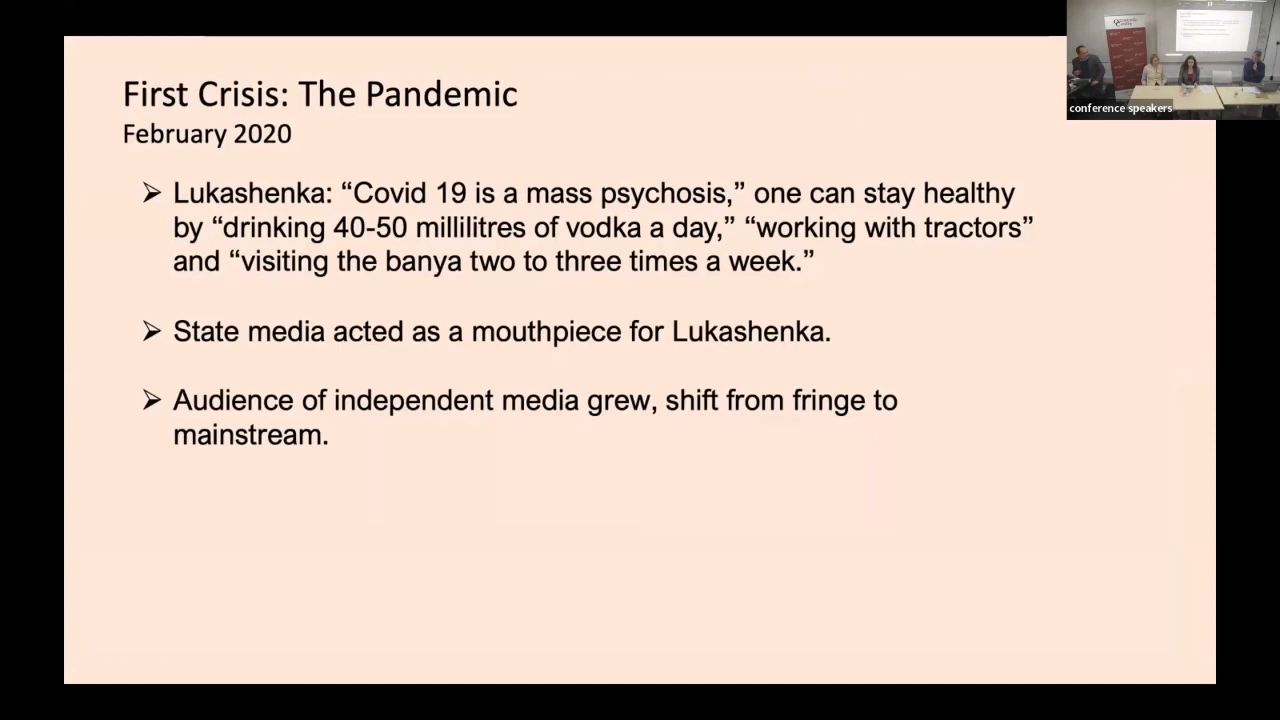 First Crisis: The Pandemic
February 2020
Lukashenka: “Covid 19 is a mass psychosis,” one can stay healthy
by “drinking 40-50 millilitres of vodka a day,” “working with tractors”
and “visiting the banya two to three times a week.”
State media acted as a mouthpiece for Lukashenka.
Audience of independent media grew, shift from fringe to
mainstream.
conference speakers